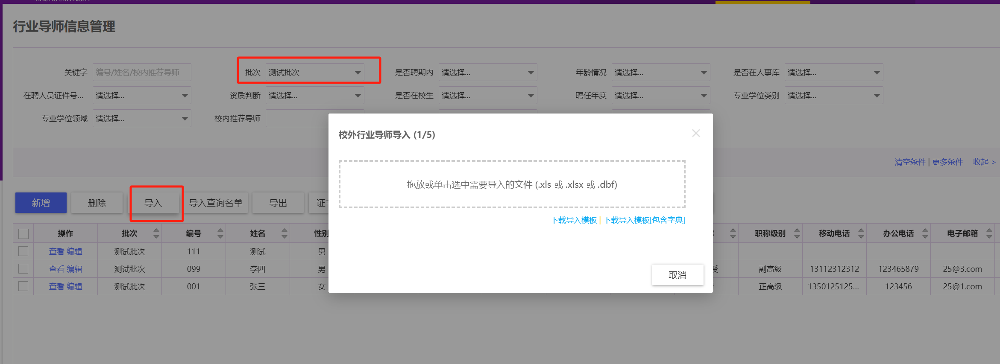 NANJING UNIVERSITY
行业导师信息管理
关键字 编号/姓名/校内推荐导师 批次 测试批次 是否聘期内 请选择... 年龄情况 请选择... 是否在人事库 请选择...
在聘人员证件号... 请选择... 资质判断 请选择... 是否在校生 请选择... 聘任年度 请选择... 专业学位类别 请选择...
专业学位领域 请选择... 校内推荐导师
清空条件 | 更多条件 收起 >
新增 删除 导入 导入查询名单 导出
校外行业导师导入 (1/5)
拖放或单击选中需要导入的文件 (.xls 或 .xlsx 或 .dbf)
下载导入模板 | 下载导入模板[包含字典]
取消
操作 批次 编号 姓名 性别 职称级别 移动电话 办公电话 电子邮箱
查看 编辑 测试批次 111 测试 男
查看 编辑 测试批次 099 李四 男 副高级 13112312312 123465879 25@3.com
查看 编辑 测试批次 001 张三 女 正高级 1350125125... 123456 25@1.com